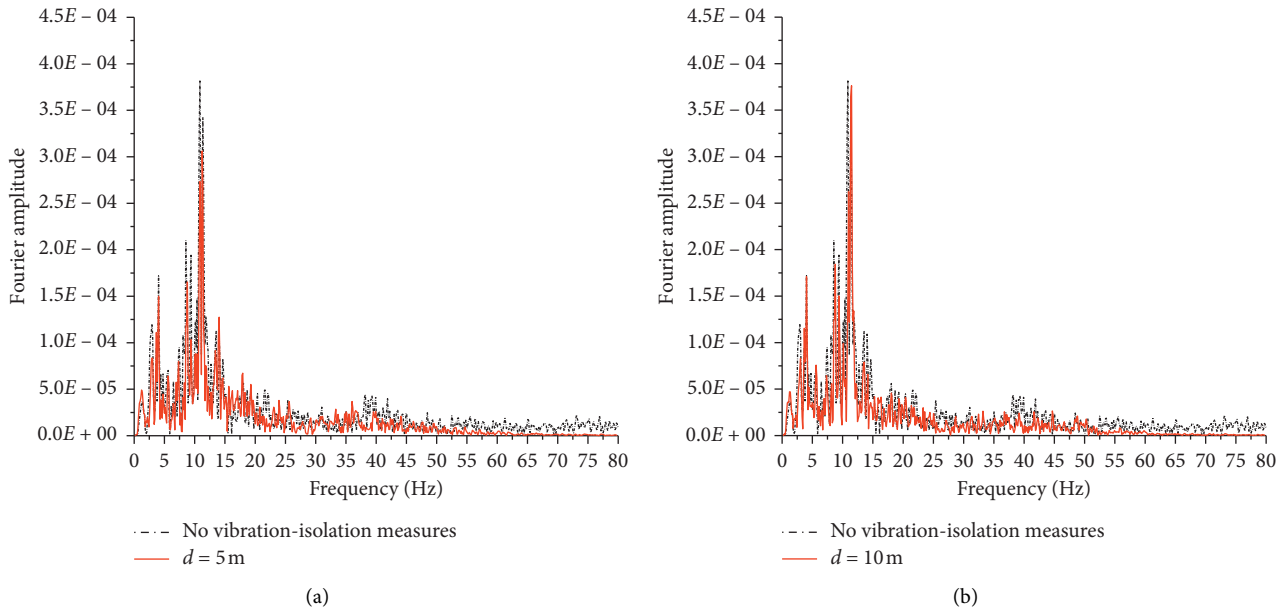 4.5E – 04
4.0E – 04
3.5E – 04
3.0E – 04
2.5E – 04
2.0E – 04
1.5E – 04
1.0E – 04
5.0E – 05
0.0E + 00
Fourier amplitude
0 5 10 15 20 25 30 35 40 45 50 55 60 65 70 75 80
Frequency (Hz)
No vibration-isolation measures
d = 5 m
(a)
4.5E – 04
4.0E – 04
3.5E – 04
3.0E – 04
2.5E – 04
2.0E – 04
1.5E – 04
1.0E – 04
5.0E – 05
0.0E + 00
Fourier amplitude
0 5 10 15 20 25 30 35 40 45 50 55 60 65 70 75 80
Frequency (Hz)
No vibration-isolation measures
d = 10 m
(b)